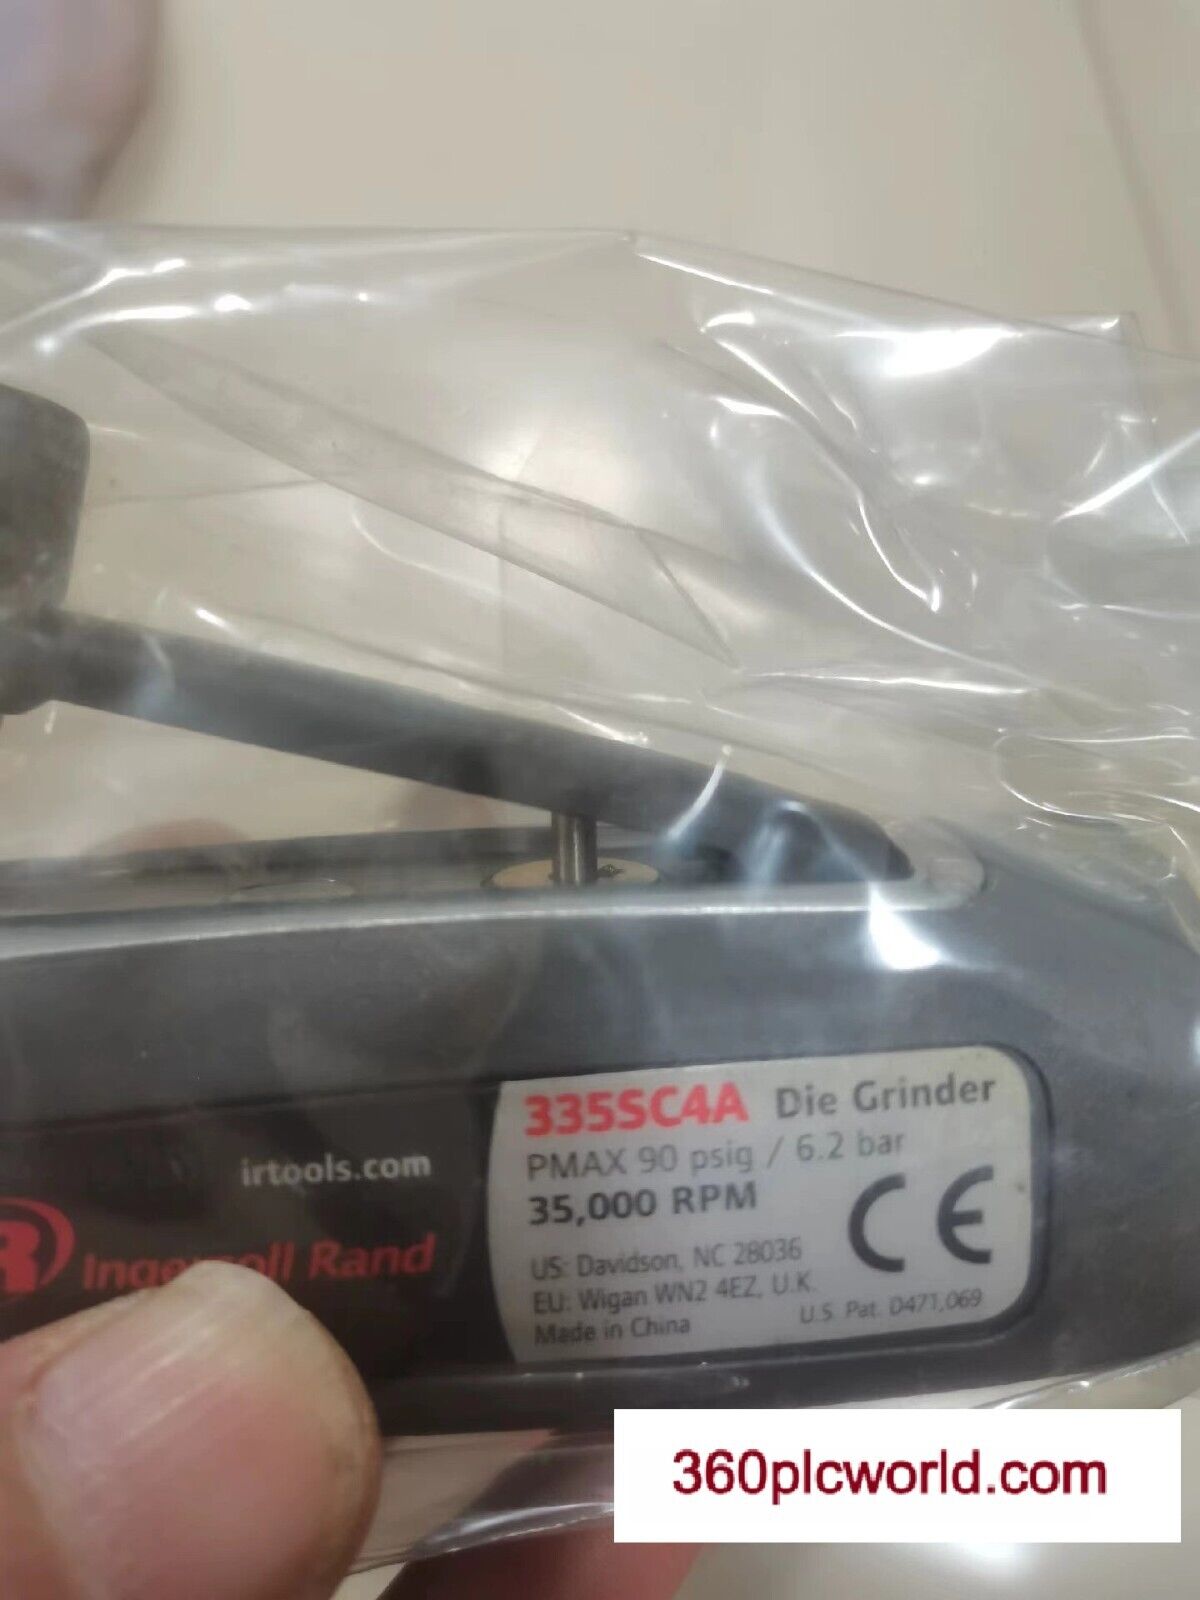 335SC4A Die Grinder
PMAX 90 psig / 6.2 bar
35,000 RPM
CE
US: Davidson, NC 28036
EU: Wigan WN2 4EZ, U.K.
Made in China
U.S. Pat. D471,069
irtools.com
Ingersoll Rand
360plcworld.com